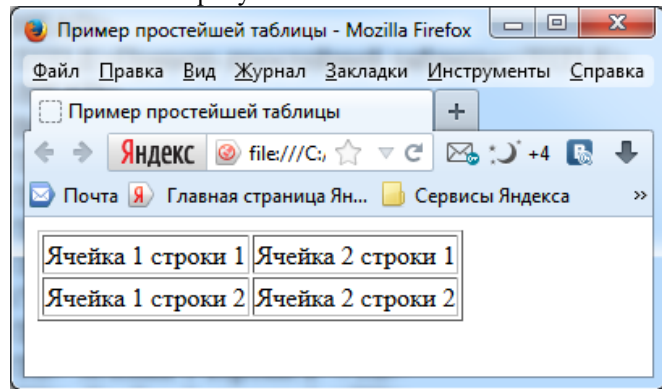 Пример простейшей таблицы - Mozilla Firefox
Файл Правка Вид Журнал Закладки Инструменты Справка
Пример простейшей таблицы +
Яндекс file:///C:/ +4
Почта Я Главная страница Ян... Сервисы Яндекса »
Ячейка 1 строки 1 Ячейка 2 строки 1
Ячейка 1 строки 2 Ячейка 2 строки 2